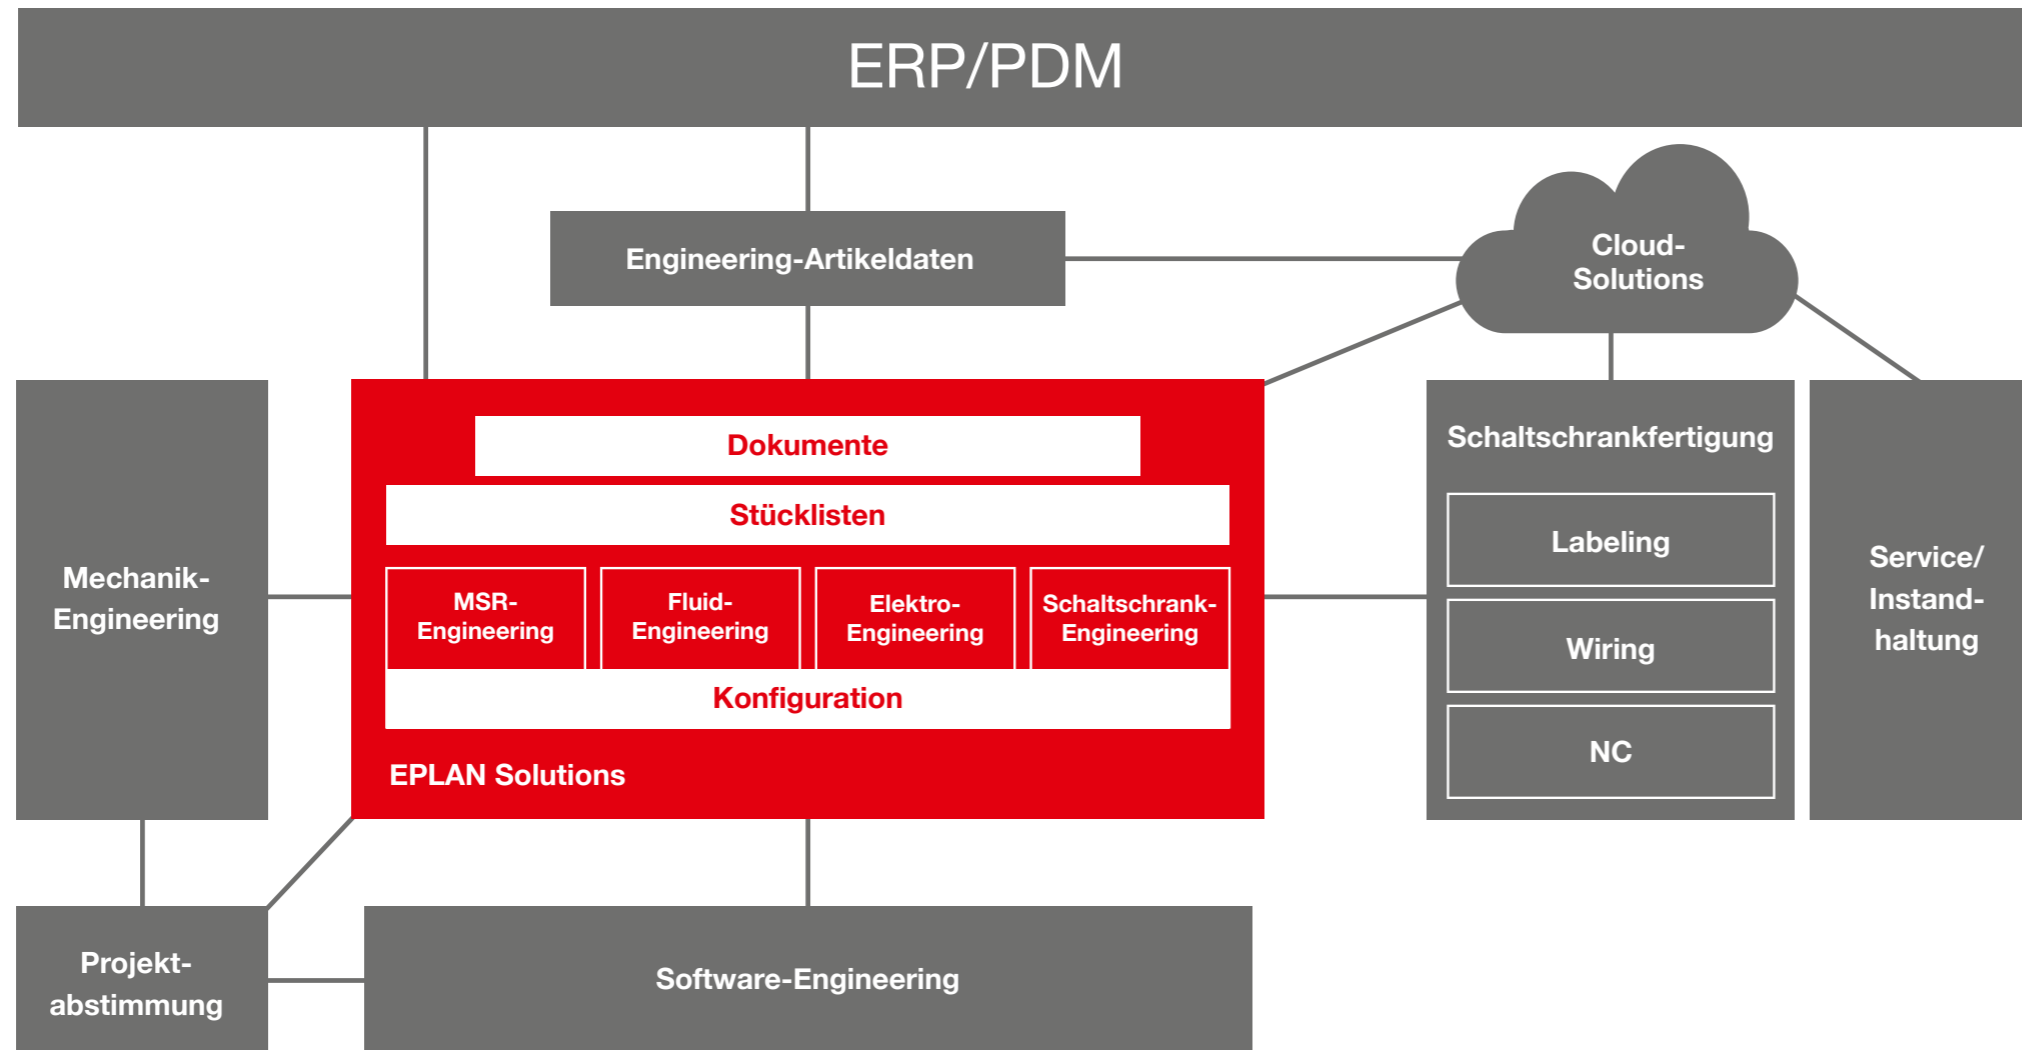 ERP/PDM
Engineering-Artikeldaten
Cloud-
Solutions
Mechanik-
Engineering
Dokumente
Stücklisten
MSR-
Engineering
Fluid-
Engineering
Elektro-
Engineering
Schaltschrank-
Engineering
Konfiguration
EPLAN Solutions
Schaltschrankfertigung
Labeling
Wiring
NC
Service/
Instand-
haltung
Projekt-
abstimmung
Software-Engineering